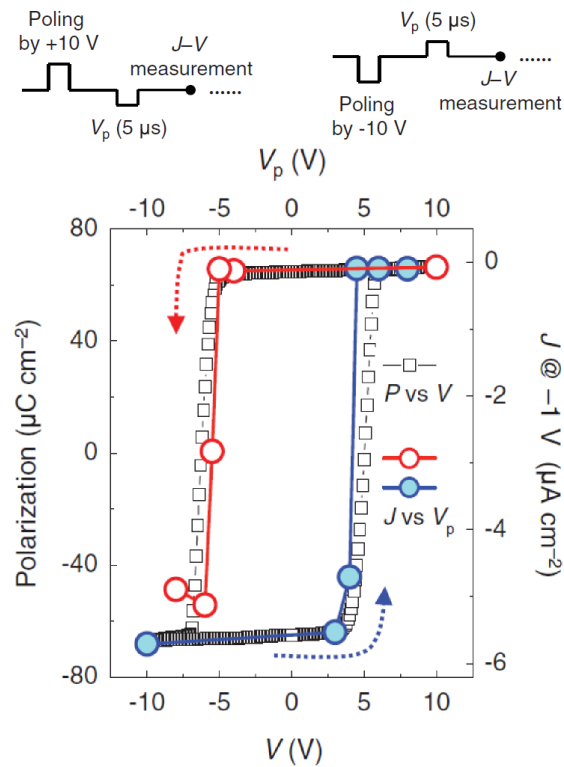 Poling
by +10 V
J–V
measurement
......
Vp (5 µs)
Vp (5 µs)
......
J–V
measurement
Poling
by -10 V
Vp (V)
-10 -5 0 5 10
80
40
0
-40
-80
Polarization (µC cm⁻²)
0
-2
-4
-6
J @ −1 V (µA cm⁻²)
P vs V
J vs Vp
-10 -5 0 5 10
V (V)